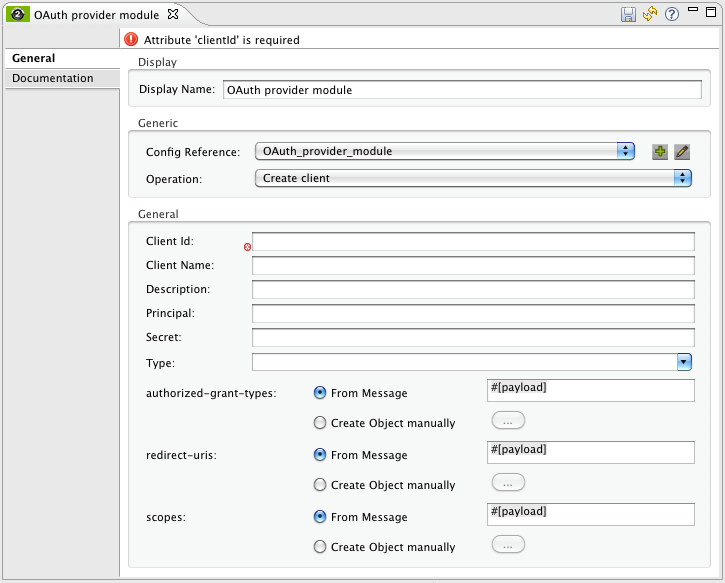 OAuth provider module
General
Documentation
Attribute 'clientId' is required
Display
Display Name: OAuth provider module
Generic
Config Reference: OAuth_provider_module
Operation: Create client
General
Client Id:
Client Name:
Description:
Principal:
Secret:
Type:
authorized-grant-types: From Message #[payload]
Create Object manually ...
redirect-uris: From Message #[payload]
Create Object manually ...
scopes: From Message #[payload]
Create Object manually ...